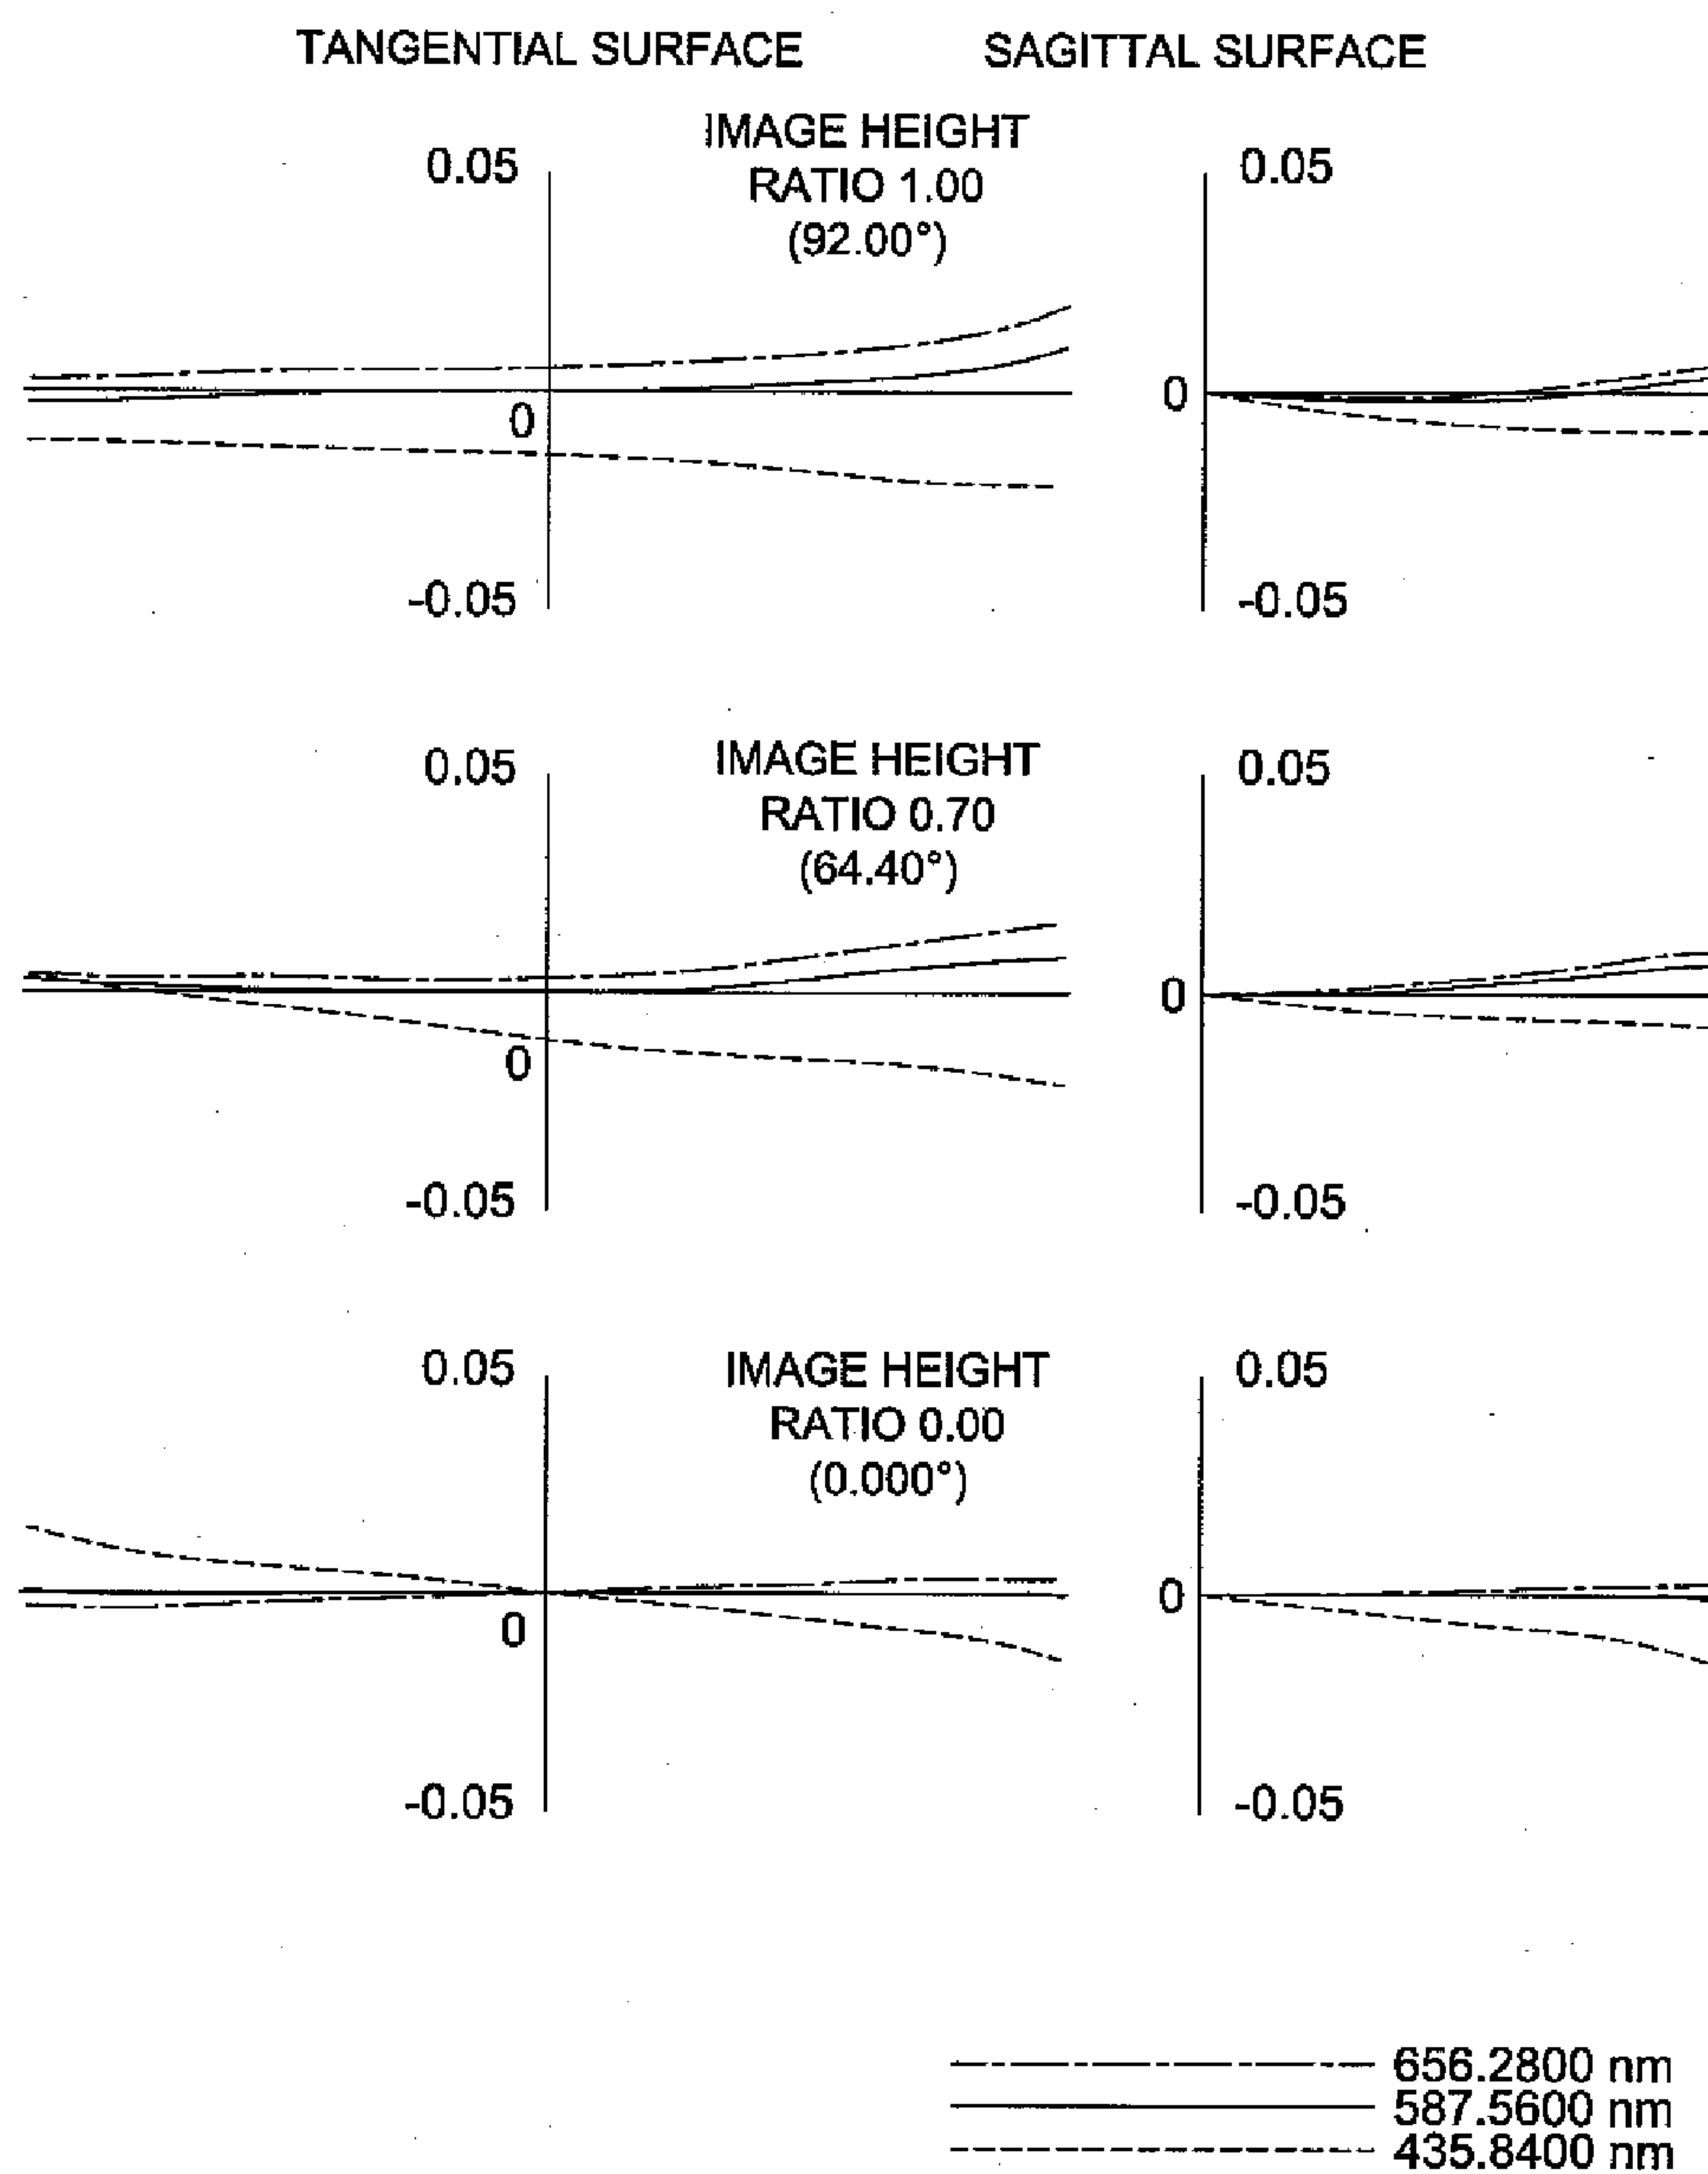 TANGENTIAL SURFACE SAGITTAL SURFACE
IMAGE HEIGHT
RATIO 1.00
(92.00°)
0.05
0
-0.05
0.05
0
-0.05
IMAGE HEIGHT
RATIO 0.70
(64.40°)
0.05
0
-0.05
0.05
0
-0.05
IMAGE HEIGHT
RATIO 0.00
(0.000°)
0.05
0
-0.05
0.05
0
-0.05
656.2800 nm
587.5600 nm
435.8400 nm